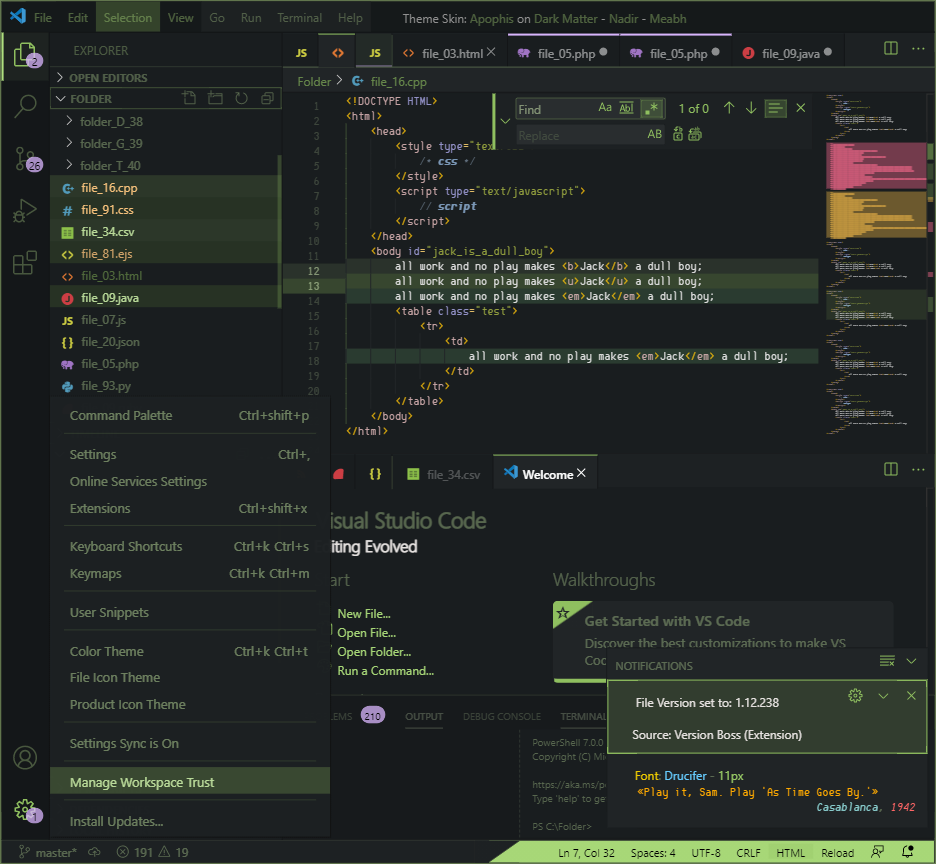 File Edit Selection View Go Run Terminal Help Theme Skin: Apophis on Dark Matter - Nadir - Meabh
2
EXPLORER
JS <> JS <> file_03.html file_05.php file_05.php file_09.java
OPEN EDITORS
FOLDER
Folder > file_16.cpp
folder_D_38
folder_G_39
folder_T_40
26
file_16.cpp
# file_91.css
file_34.csv
<> file_81.ejs
<> file_03.html
file_09.java
JS file_07.js
{} file_20.json
file_05.php
file_93.py
Find Aa Abl .* 1 of 0
Replace AB
1 <!DOCTYPE HTML>
2 <html>
3 <head>
4 <style type="tex
5 /* css */
6 </style>
7 <script type="text/javascript">
8 // script
9 </script>
10 </head>
11 <body id="jack_is_a_dull_boy">
12 all work and no play makes <b>Jack</b> a dull boy;
13 all work and no play makes <u>Jack</u> a dull boy;
14 all work and no play makes <em>Jack</em> a dull boy;
15 <table class="test">
16 <tr>
17 <td>
18 all work and no play makes <em>Jack</em> a dull boy;
19 </td>
20 </tr>
</table>
</body>
</html>
Command Palette Ctrl+shift+p
Settings Ctrl+,
Online Services Settings
Extensions Ctrl+shift+x
Keyboard Shortcuts Ctrl+k Ctrl+s
Keymaps Ctrl+k Ctrl+m
User Snippets
Color Theme Ctrl+k Ctrl+t
File Icon Theme
Product Icon Theme
Settings Sync is On
Manage Workspace Trust
Install Updates...
1
{} file_34.csv Welcome
isual Studio Code
iting Evolved
art
New File...
Open File...
Open Folder...
Run a Command...
Walkthroughs
Get Started with VS Code
Discover the best customizations to make VS
Coc
LEMS 210 OUTPUT DEBUG CONSOLE TERMINAL
PowerShell 7.0.0
Copyright (C) Mi
https://aka.ms/p
Type 'help' to ge
PS C:\Folder>
NOTIFICATIONS
File Version set to: 1.12.238
Source: Version Boss (Extension)
Font: Drucifer - 11px
«Play it, Sam. Play 'As Time Goes By.'»
Casablanca, 1942
master* 191 19 Ln 7, Col 32 Spaces: 4 UTF-8 CRLF HTML Reload